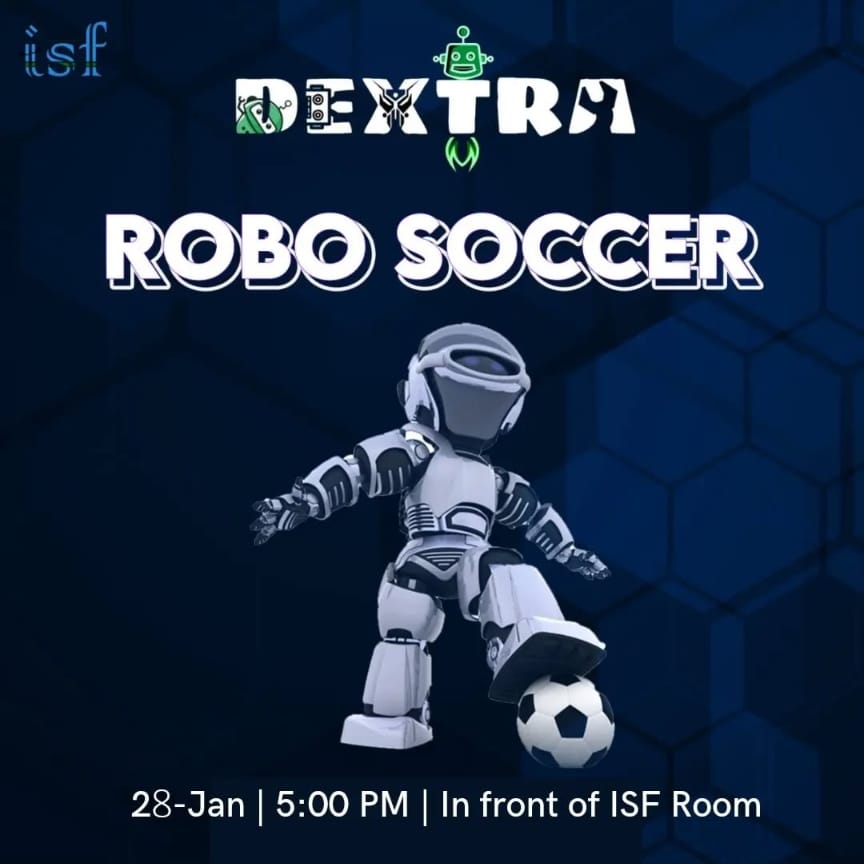 isf
DEXTRA
ROBO SOCCER
28-Jan | 5:00 PM | In front of ISF Room